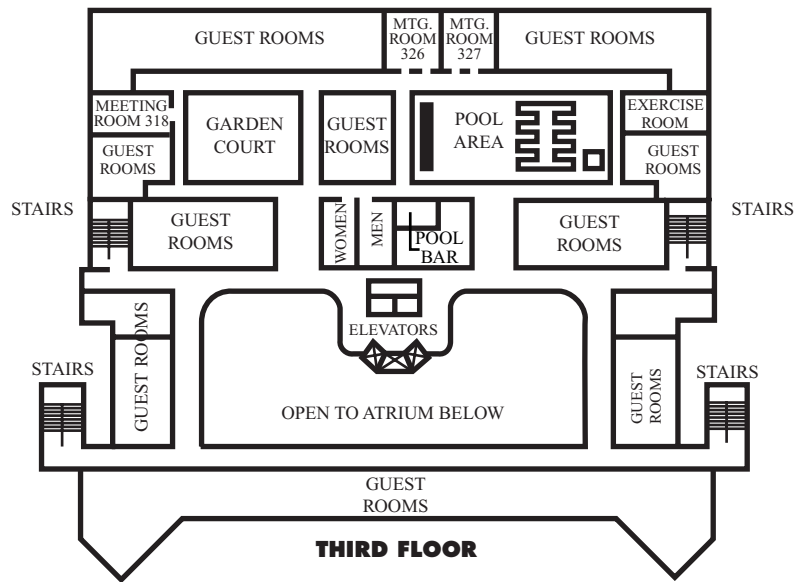 GUEST ROOMS
MTG.
ROOM
326
MTG.
ROOM
327
GUEST ROOMS
MEETING
ROOM 318
GARDEN
COURT
GUEST
ROOMS
POOL
AREA
EXERCISE
ROOM
GUEST
ROOMS
GUEST
ROOMS
STAIRS
GUEST
ROOMS
WOMEN
MEN
POOL
BAR
GUEST
ROOMS
STAIRS
ELEVATORS
GUEST ROOMS
STAIRS
GUEST
ROOMS
STAIRS
OPEN TO ATRIUM BELOW
GUEST
ROOMS
THIRD FLOOR